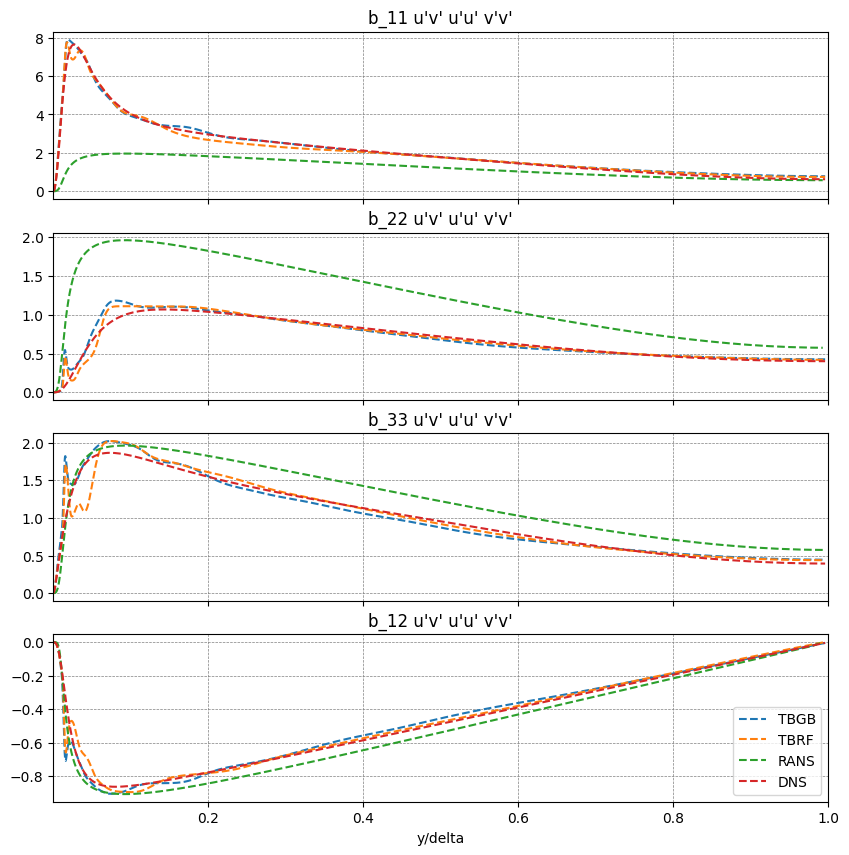 b_11 u'v' u'u' v'v'
8
6
4
2
0
b_22 u'v' u'u' v'v'
2.0
1.5
1.0
0.5
0.0
b_33 u'v' u'u' v'v'
2.0
1.5
1.0
0.5
0.0
b_12 u'v' u'u' v'v'
0.0
−0.2
−0.4
−0.6
−0.8
TBGB
TBRF
RANS
DNS
0.2 0.4 0.6 0.8 1.0
y/delta